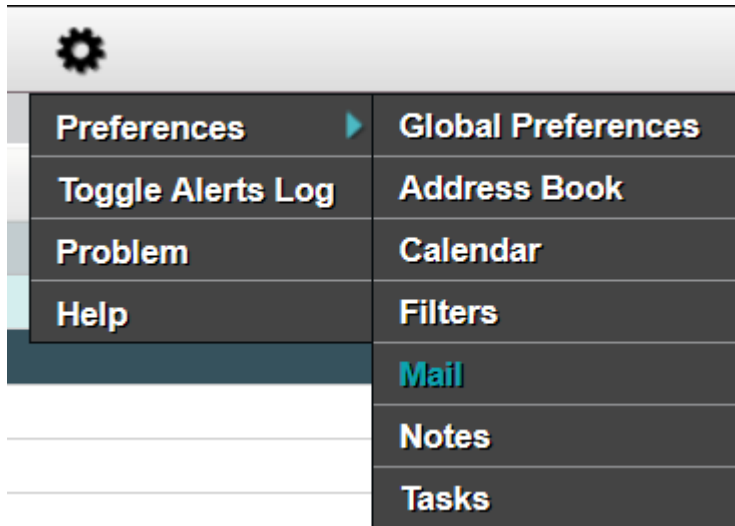 Preferences
Toggle Alerts Log
Problem
Help
Global Preferences
Address Book
Calendar
Filters
Mail
Notes
Tasks